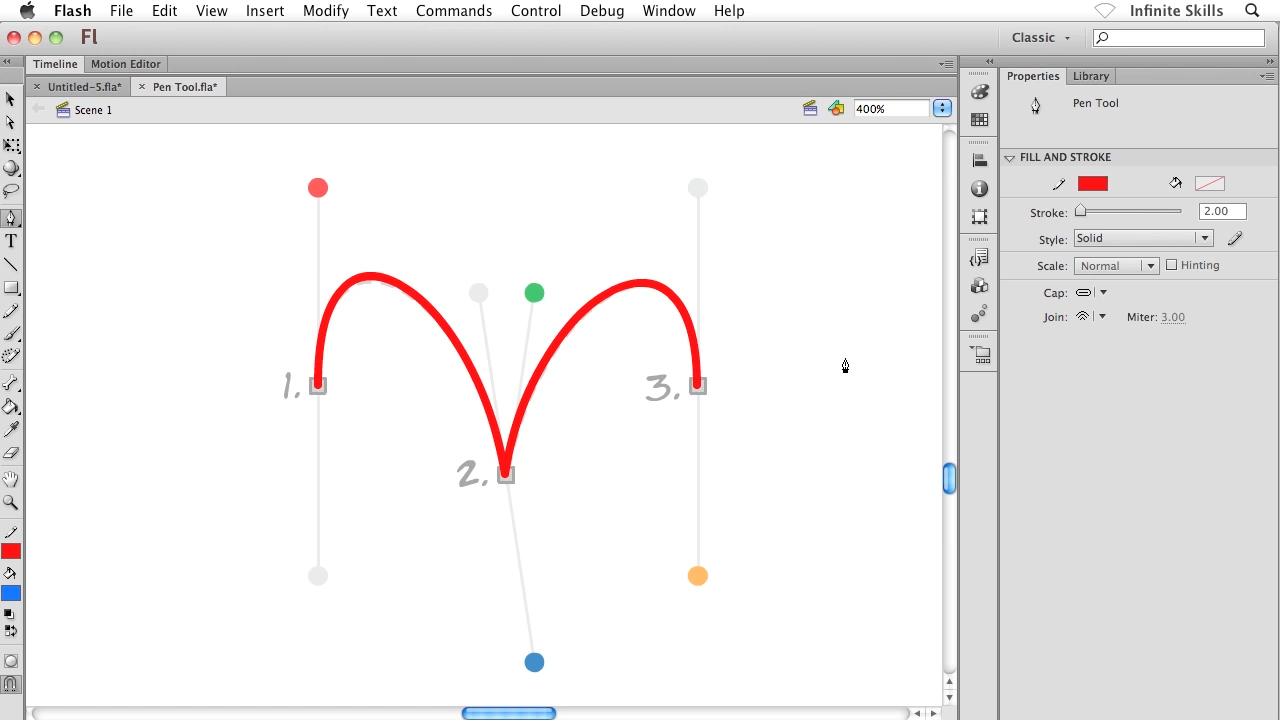 Flash File Edit View Insert Modify Text Commands Control Debug Window Help Infinite Skills
Fl Classic
Timeline Motion Editor
Untitled-5.fla* Pen Tool.fla*
Scene 1 400%
Properties Library
Pen Tool
FILL AND STROKE
Stroke: 2.00
Style: Solid
Scale: Normal Hinting
Cap:
Join: Miter: 3.00
1.
2.
3.
T